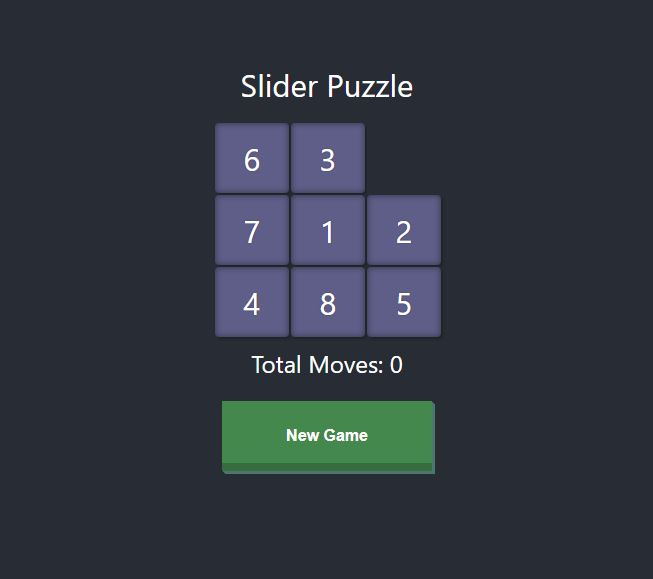 Slider Puzzle
6 3
7 1 2
4 8 5
Total Moves: 0
New Game